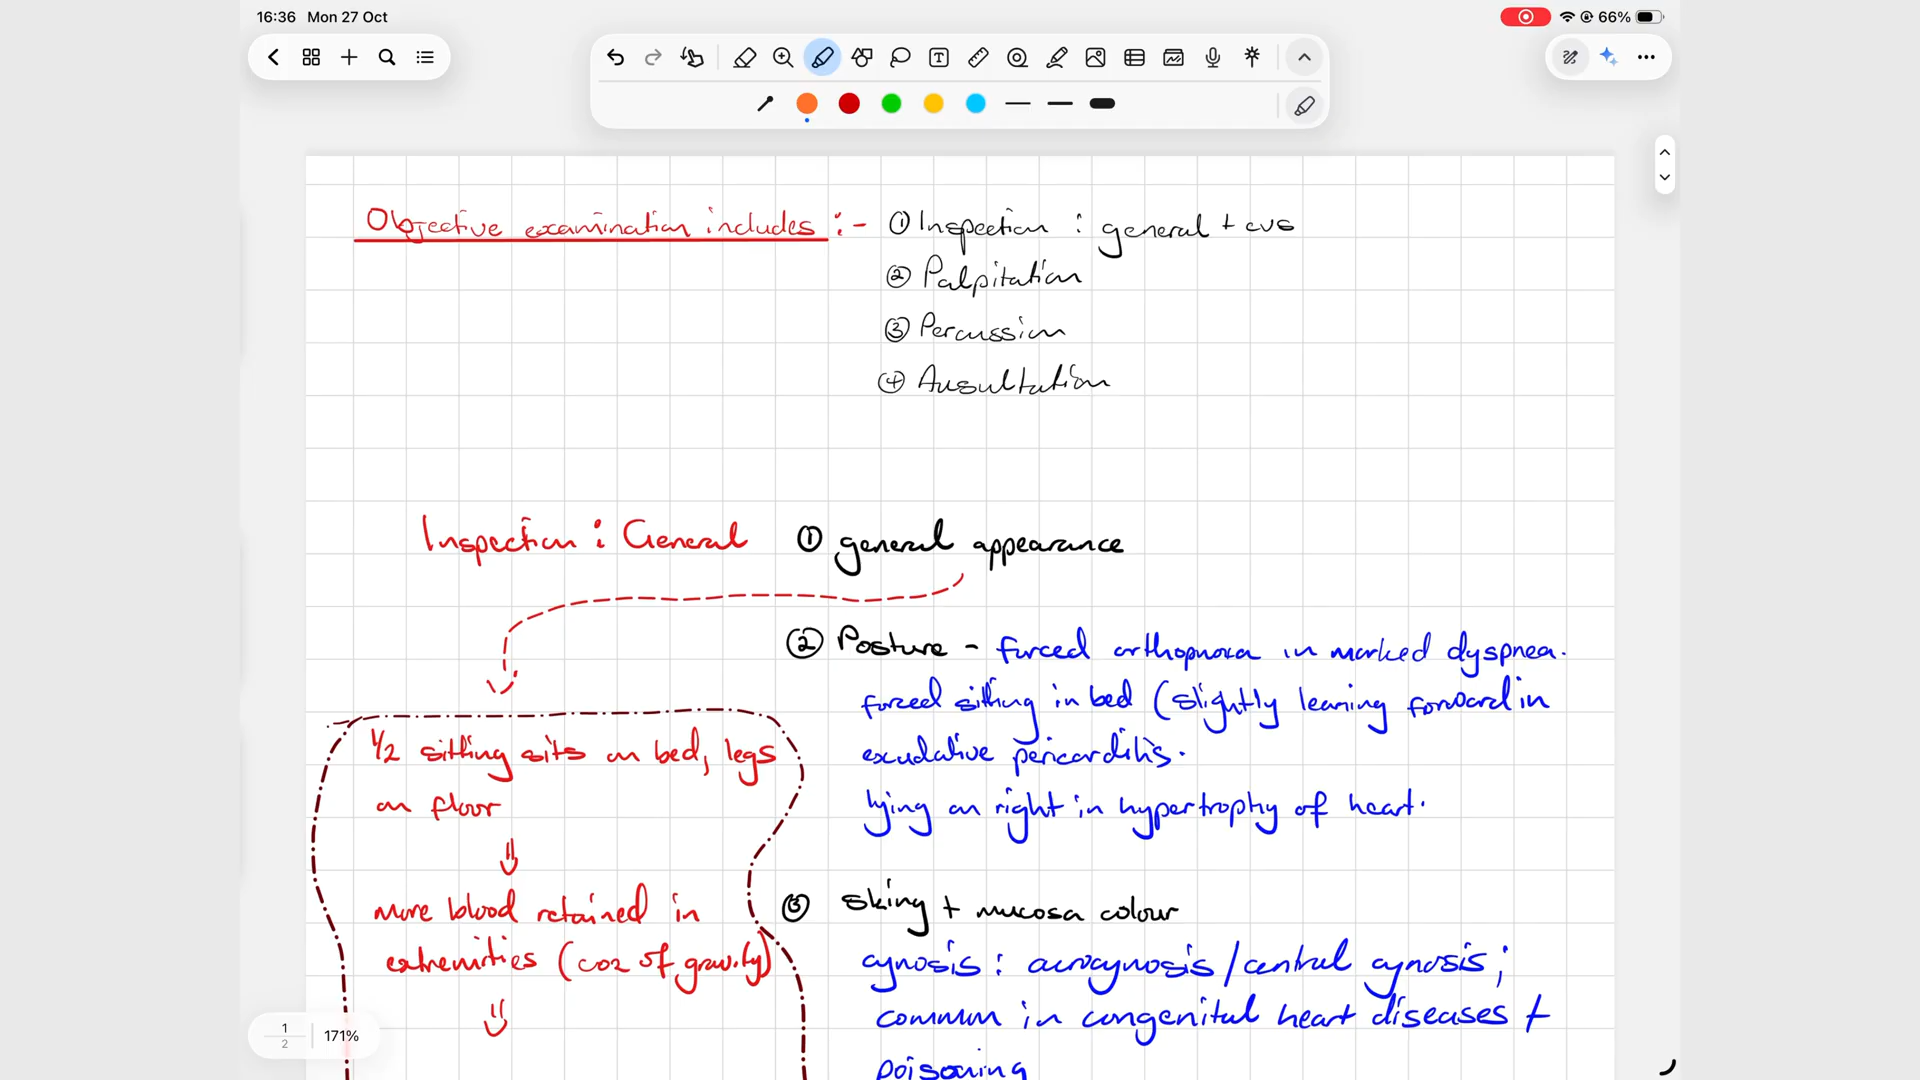 16:36 Mon 27 Oct
66%
Objective examination includes :- ① Inspection : general + cvs
② Palpitation
③ Percussion
④ Ausultation
Inspection : General ① general appearance
② Posture - forced orthopnoea in marked dyspnea.
forced sitting in bed (slightly leaning forward in
exudative pericarditis.
lying on right in hypertrophy of heart.
1/2 sitting sits on bed, legs
on floor
more blood retained in
extremities (coz of gravity)
③ sking + mucosa colour
cynosis : acrocynosis / central cynosis ;
common in congenital heart diseases +
poisoning
1
2
171%